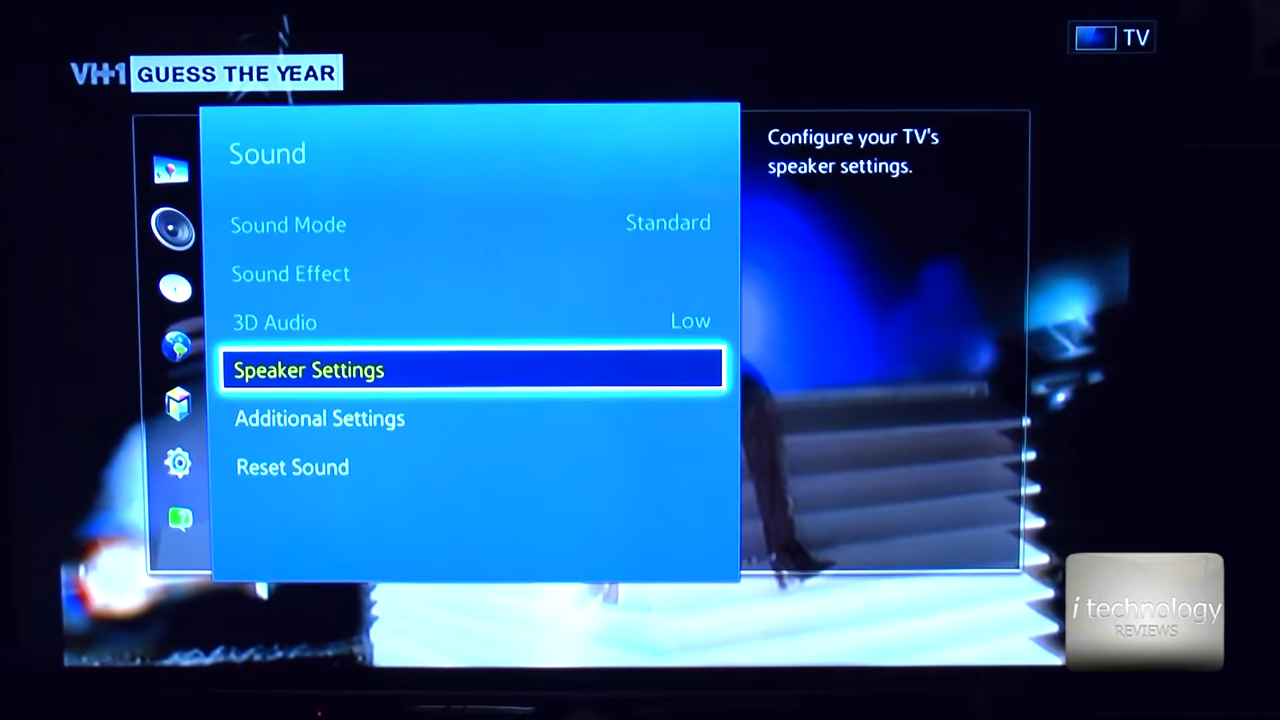 VH1 GUESS THE YEAR
TV
Sound
Sound Mode Standard
Sound Effect
3D Audio Low
Speaker Settings
Additional Settings
Reset Sound
Configure your TV's
speaker settings.
i technology
REVIEWS